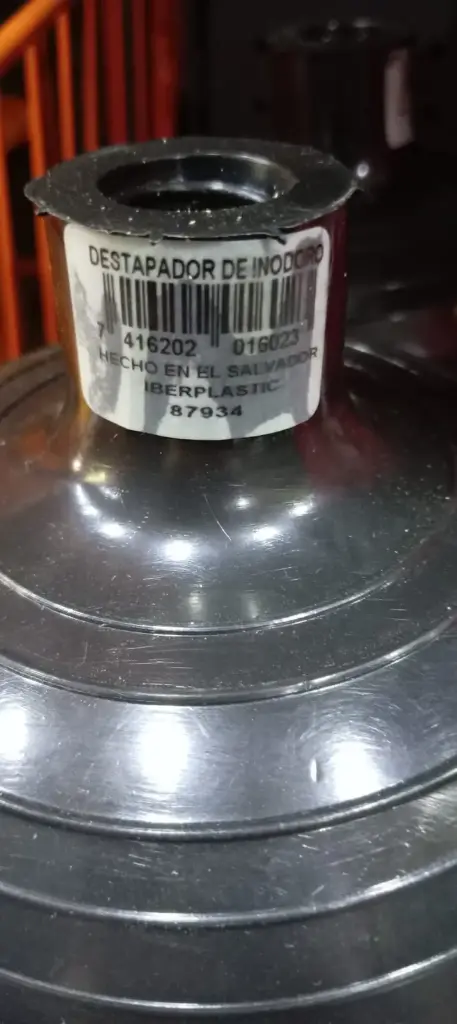 DESTAPADOR DE INODORO
7 416202 016023
HECHO EN EL SALVADOR
IBERPLASTIC
87934